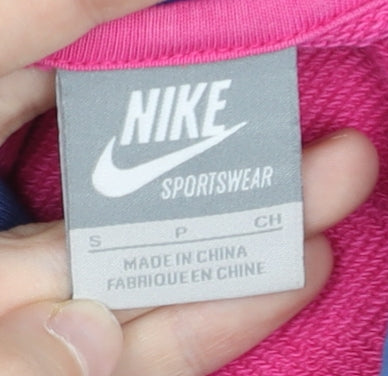 NIKE
SPORTSWEAR
S P CH
MADE IN CHINA
FABRIQUE EN CHINE